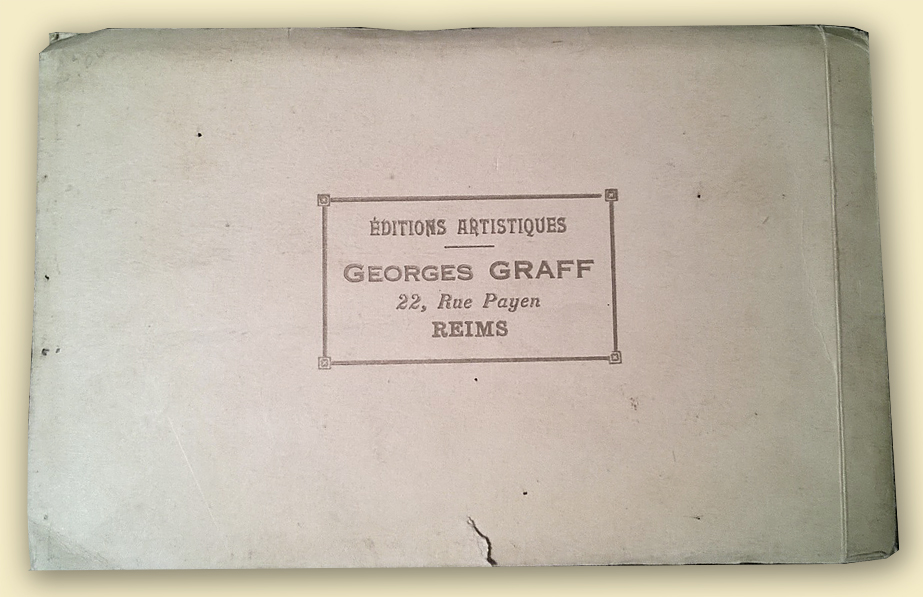 ÉDITIONS ARTISTIQUES
GEORGES GRAFF
22, Rue Payen
REIMS